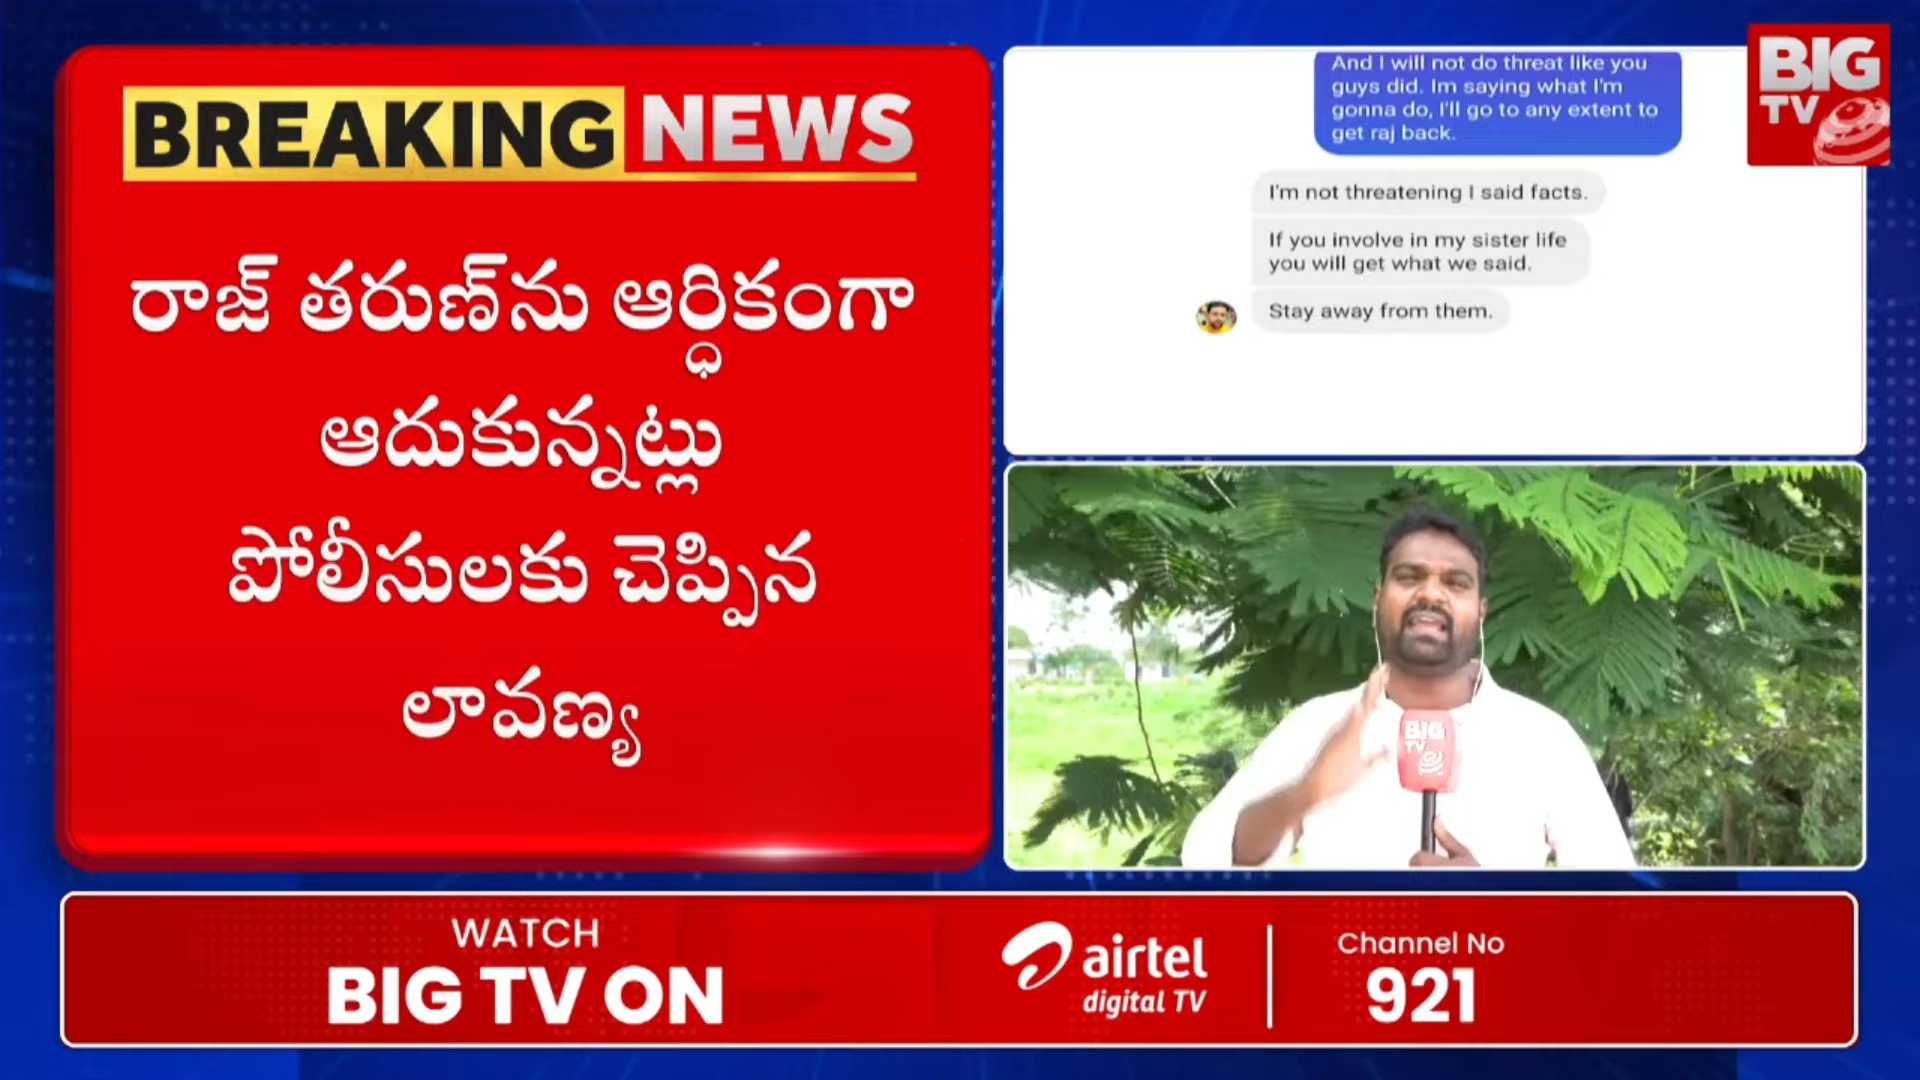 BREAKING NEWS
రాజ్ తరుణ్‌ను ఆర్ధికంగా
ఆదుకున్నట్లు
పోలీసులకు చెప్పిన
లావణ్య
And I will not do threat like you
guys did. Im saying what I'm
gonna do, I'll go to any extent to
get raj back.
I'm not threatening I said facts.
If you involve in my sister life
you will get what we said.
Stay away from them.
BIG
TV
BIG
TV
WATCH
BIG TV ON
airtel
digital TV
Channel No
921